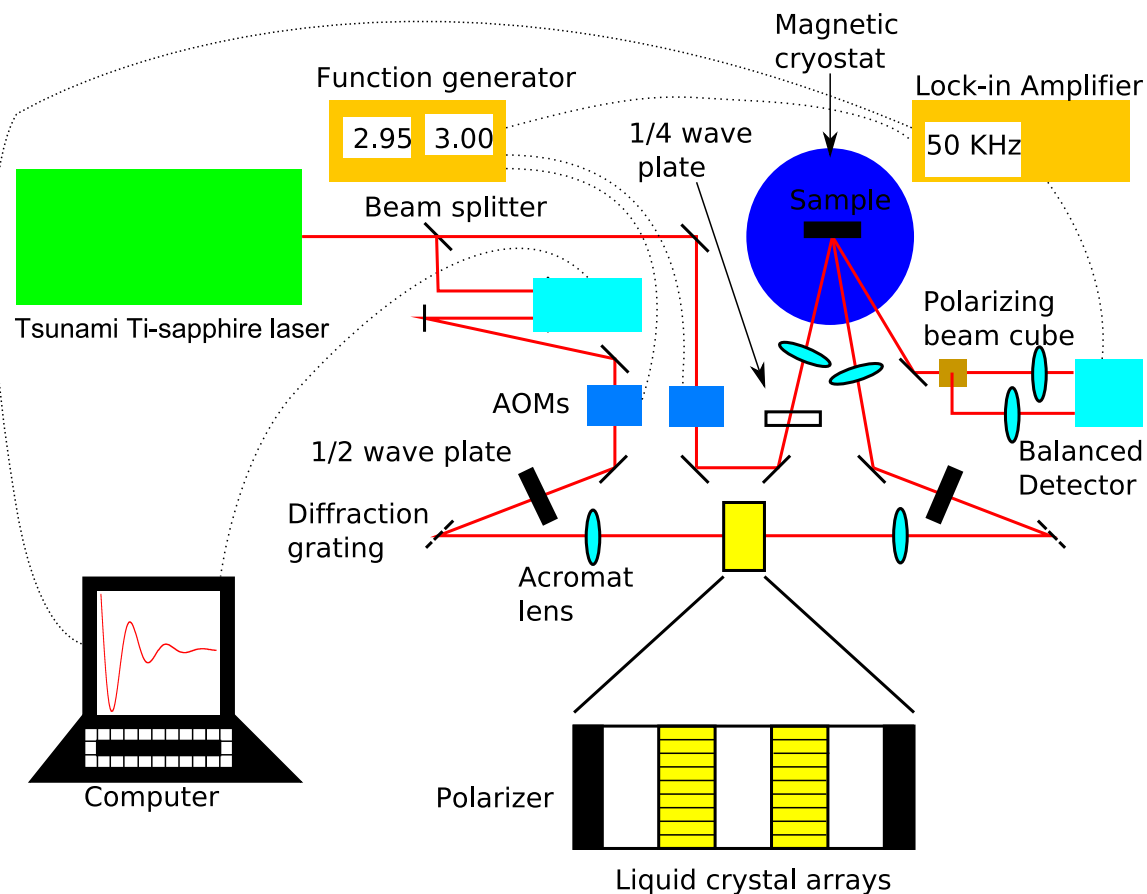 Magnetic
cryostat
Function generator
2.95 3.00
Lock-in Amplifier
50 KHz
1/4 wave
plate
Beam splitter
Sample
Tsunami Ti-sapphire laser
Polarizing
beam cube
AOMs
1/2 wave plate
Balanced
Detector
Diffraction
grating
Acromat
lens
Computer
Polarizer
Liquid crystal arrays